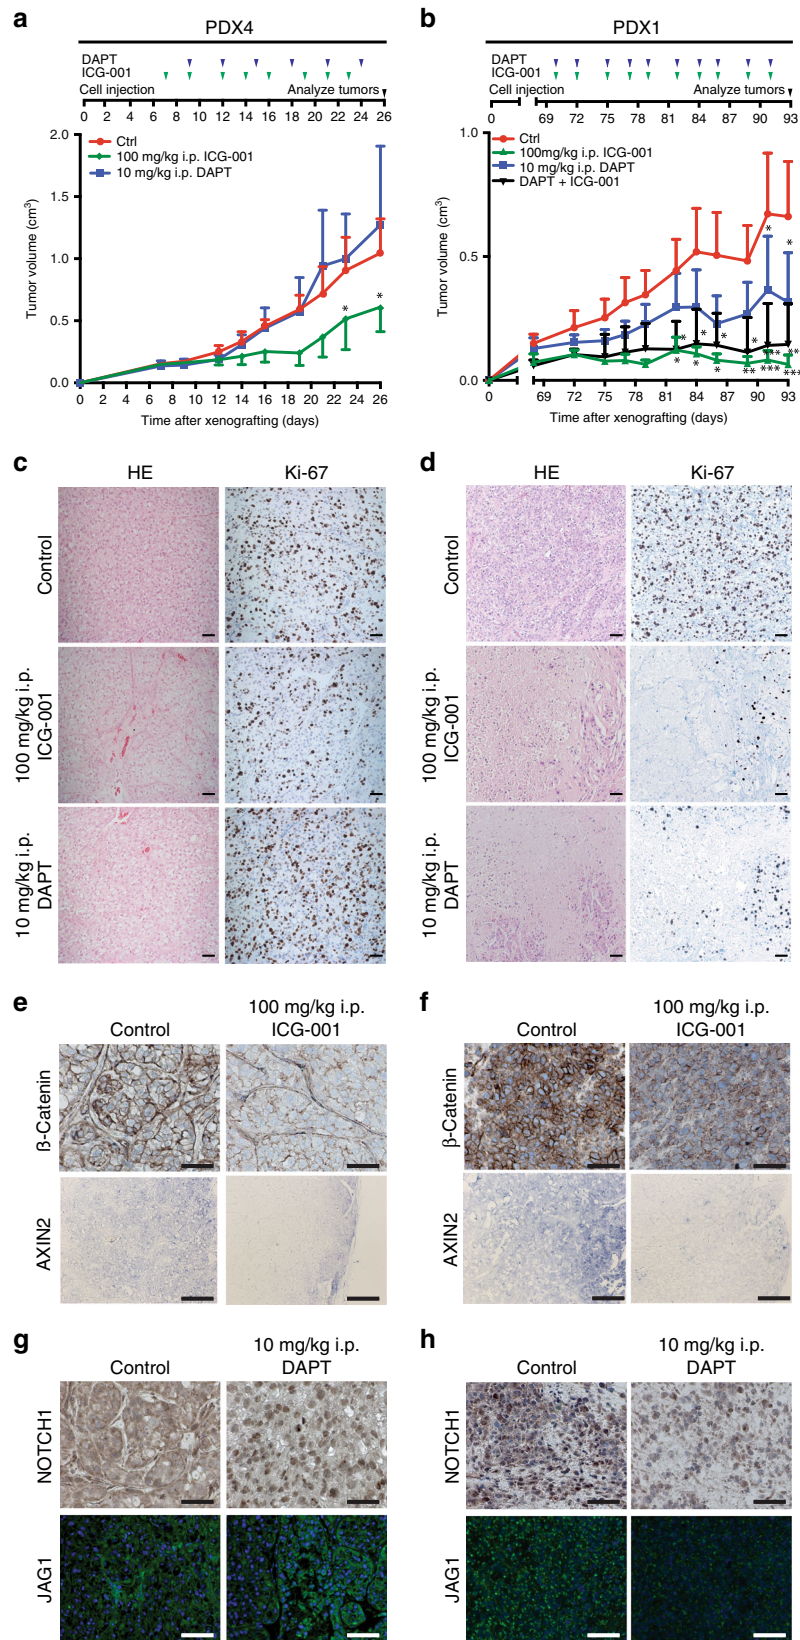 a
PDX4
DAPT
ICG-001
Cell injection
Analyze tumors
0 2 4 6 8 10 12 14 16 18 20 22 24 26
2.0
1.5
1.0
0.5
0.0
Tumor volume (cm3)
Ctrl
100 mg/kg i.p. ICG-001
10 mg/kg i.p. DAPT
* *
0 2 4 6 8 10 12 14 16 18 20 22 24 26
Time after xenografting (days)
b
PDX1
DAPT
ICG-001
Cell injection
Analyze tumors
0 69 72 75 78 81 84 87 90 93
1.0
0.5
0.0
Tumor volume (cm3)
Ctrl
100mg/kg i.p. ICG-001
10 mg/kg i.p. DAPT
DAPT + ICG-001
0 69 72 75 78 81 84 87 90 93
Time after xenografting (days)
c
HE
Ki-67
Control
100 mg/kg i.p.
ICG-001
10 mg/kg i.p.
DAPT
d
HE
Ki-67
Control
100 mg/kg i.p.
ICG-001
10 mg/kg i.p.
DAPT
e
Control
100 mg/kg i.p.
ICG-001
ß-Catenin
AXIN2
f
Control
100 mg/kg i.p.
ICG-001
β-Catenin
AXIN2
g
Control
10 mg/kg i.p.
DAPT
NOTCH1
JAG1
h
Control
10 mg/kg i.p.
DAPT
NOTCH1
JAG1